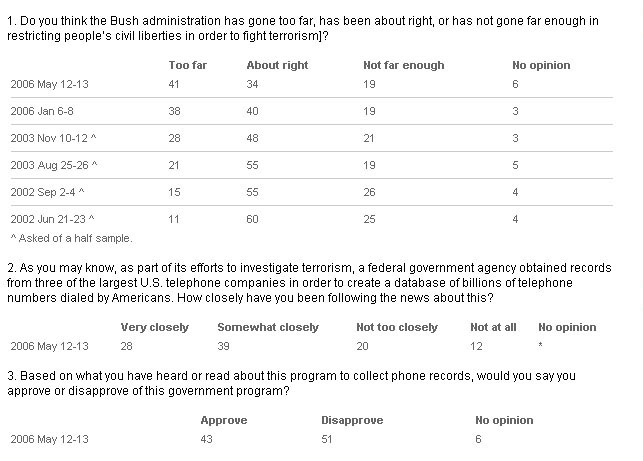 1. Do you think the Bush administration has gone too far, has been about right, or has not gone far enough in
restricting people's civil liberties in order to fight terrorism]?
Too far About right Not far enough No opinion
2006 May 12-13 41 34 19 6
2006 Jan 6-8 38 40 19 3
2003 Nov 10-12 ^ 28 48 21 3
2003 Aug 25-26 ^ 21 55 19 5
2002 Sep 2-4 ^ 15 55 26 4
2002 Jun 21-23 ^ 11 60 25 4
^ Asked of a half sample.
2. As you may know, as part of its efforts to investigate terrorism, a federal government agency obtained records
from three of the largest U.S. telephone companies in order to create a database of billions of telephone
numbers dialed by Americans. How closely have you been following the news about this?
Very closely Somewhat closely Not too closely Not at all No opinion
2006 May 12-13 28 39 20 12 *
3. Based on what you have heard or read about this program to collect phone records, would you say you
approve or disapprove of this government program?
Approve Disapprove No opinion
2006 May 12-13 43 51 6